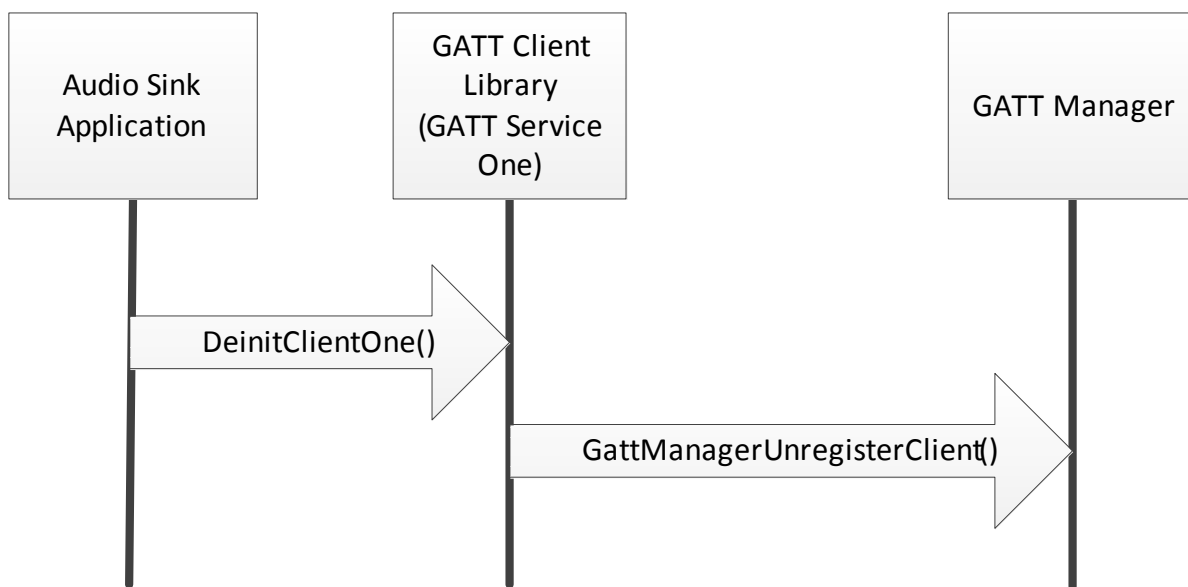 Audio Sink
Application
GATT Client
Library
(GATT Service
One)
GATT Manager
DeinitClientOne()
GattManagerUnregisterClient()